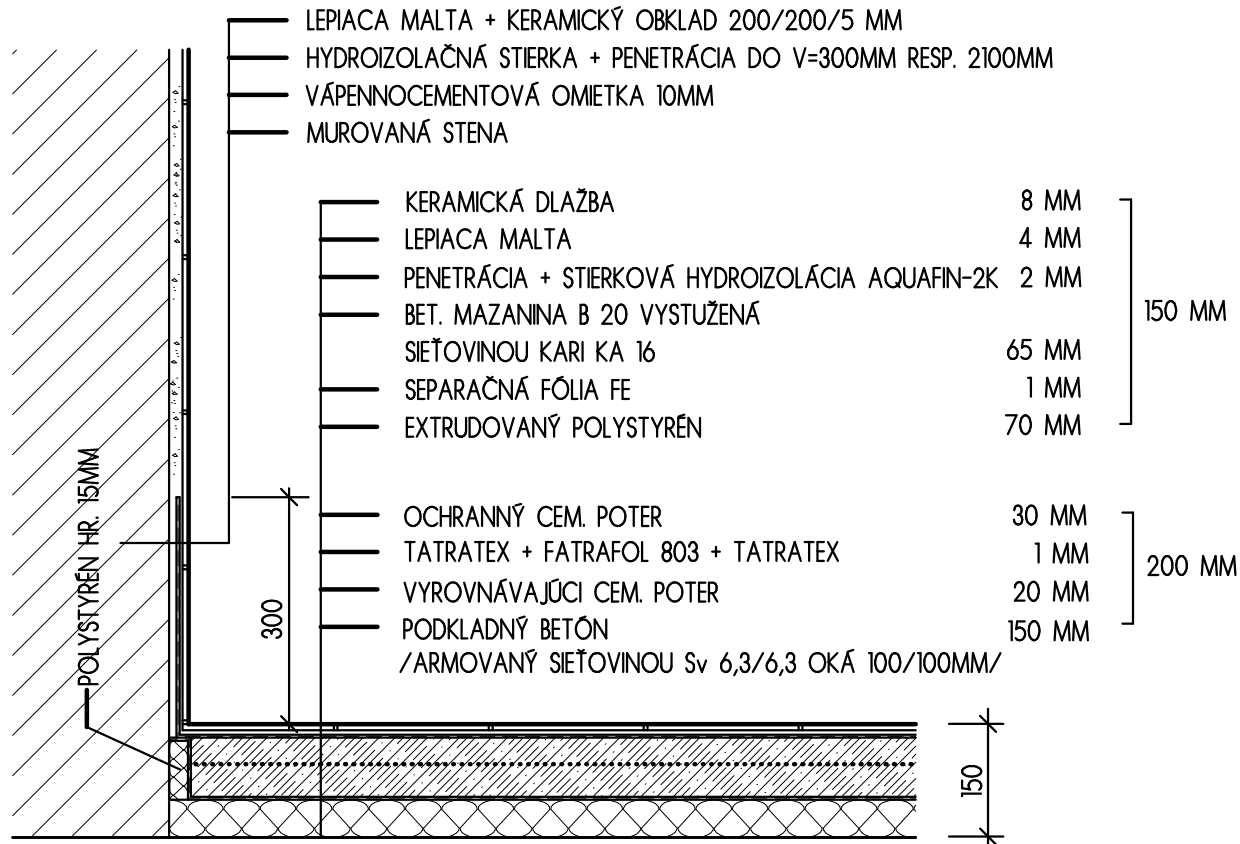 LEPIACA MALTA + KERAMICKÝ OBKLAD 200/200/5 MM
HYDROIZOLAČNÁ STIERKA + PENETRÁCIA DO V=300MM RESP. 2100MM
VÁPENNOCEMENTOVÁ OMIETKA 10MM
MUROVANÁ STENA
KERAMICKÁ DLAŽBA 8 MM
LEPIACA MALTA 4 MM
PENETRÁCIA + STIERKOVÁ HYDROIZOLÁCIA AQUAFIN-2K 2 MM
BET. MAZANINA B 20 VYSTUŽENÁ
SIEŤOVINOU KARI KA 16 65 MM
SEPARAČNÁ FÓLIA FE 1 MM
EXTRUDOVANÝ POLYSTYRÉN 70 MM
150 MM
OCHRANNÝ CEM. POTER 30 MM
TATRATEX + FATRAFOL 803 + TATRATEX 1 MM
VYROVNÁVAJÚCI CEM. POTER 20 MM
PODKLADNÝ BETÓN 150 MM
/ARMOVANÝ SIEŤOVINOU Sv 6,3/6,3 OKÁ 100/100MM/
200 MM
POLYSTYRÉN HR. 15MM
300
150